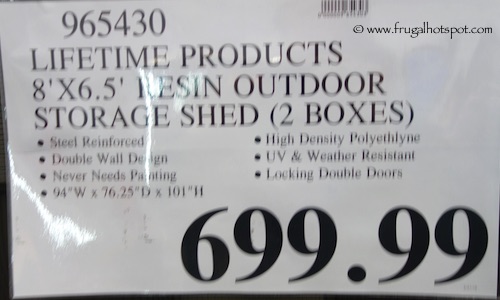 © www.frugalhotspot.com
965430
LIFETIME PRODUCTS
8'X6.5' RESIN OUTDOOR
STORAGE SHED (2 BOXES)
• Steel Reinforced
• Double Wall Design
• Never Needs Painting
• 94"W x 76.25"D x 101"H
• High Density Polyethlyne
• UV & Weather Resistant
• Locking Double Doors
699.99